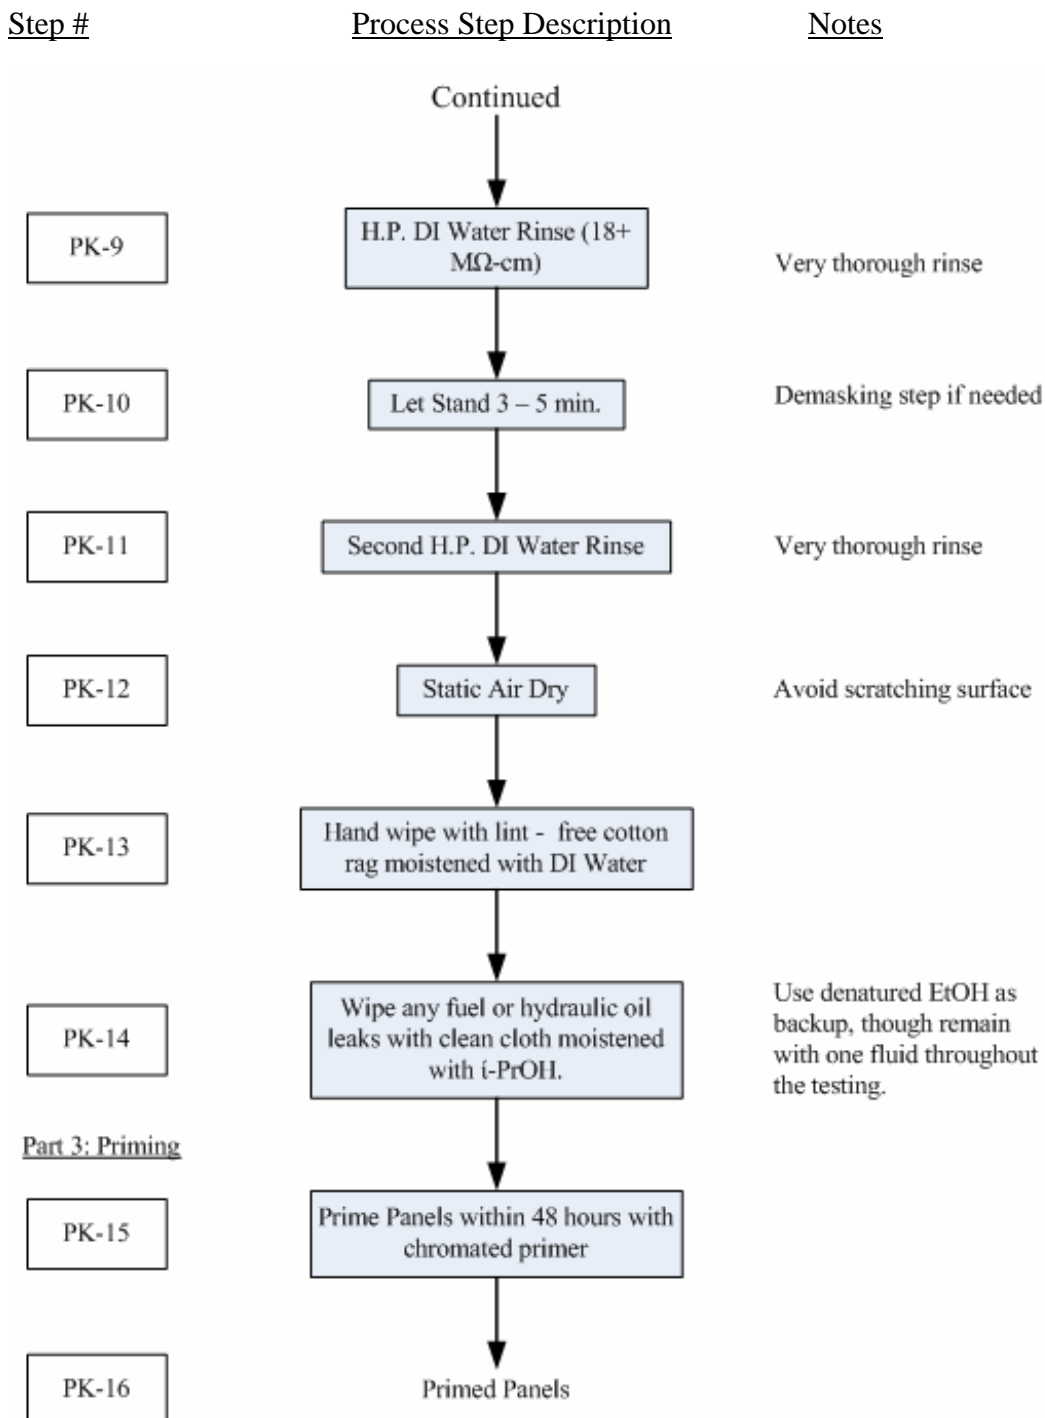 Step # Process Step Description Notes
Continued
PK-9
H.P. DI Water Rinse (18+
MΩ-cm)
Very thorough rinse
PK-10
Let Stand 3 – 5 min.
Demasking step if needed
PK-11
Second H.P. DI Water Rinse
Very thorough rinse
PK-12
Static Air Dry
Avoid scratching surface
PK-13
Hand wipe with lint - free cotton
rag moistened with DI Water
PK-14
Wipe any fuel or hydraulic oil
leaks with clean cloth moistened
with í-PrOH.
Use denatured EtOH as
backup, though remain
with one fluid throughout
the testing.
Part 3: Priming
PK-15
Prime Panels within 48 hours with
chromated primer
PK-16
Primed Panels